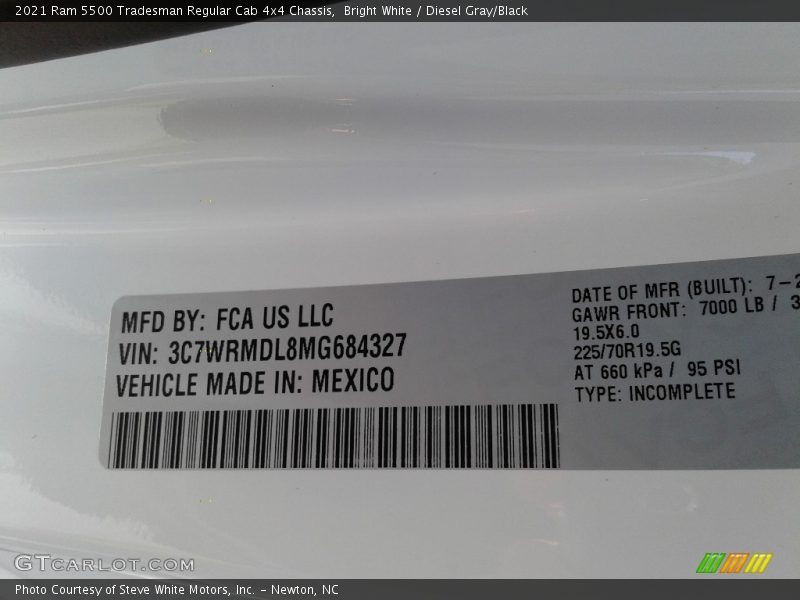 2021 Ram 5500 Tradesman Regular Cab 4x4 Chassis,  Bright White / Diesel Gray/Black
MFD BY: FCA US LLC
VIN: 3C7WRMDL8MG684327
VEHICLE MADE IN: MEXICO
DATE OF MFR (BUILT): 7-2
GAWR FRONT: 7000 LB / 3
19.5X6.0
225/70R19.5G
AT 660 kPa / 95 PSI
TYPE: INCOMPLETE
GTCARLOT.COM
Photo Courtesy of Steve White Motors, Inc. – Newton, NC